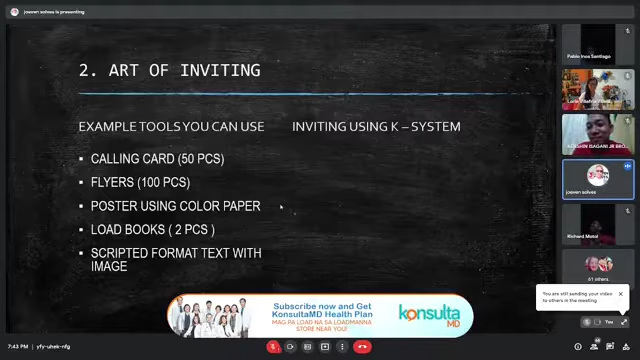 joeven solves is presenting
2. ART OF INVITING
EXAMPLE TOOLS YOU CAN USE
INVITING USING K – SYSTEM
CALLING CARD (50 PCS)
FLYERS (100 PCS)
POSTER USING COLOR PAPER
LOAD BOOKS ( 2 PCS )
SCRIPTED FORMAT TEXT WITH
IMAGE
Pablo Inos Santiago
joeven solves
Richard Matol
61 others
You are still sending your video
to others in the meeting
You
Subscribe now and Get
KonsultaMD Health Plan
MAG PA LOAD NA SA LOADMANNA
STORE NEAR YOU!
konsulta
MD
7:43 PM | yfy-uhek-nfg